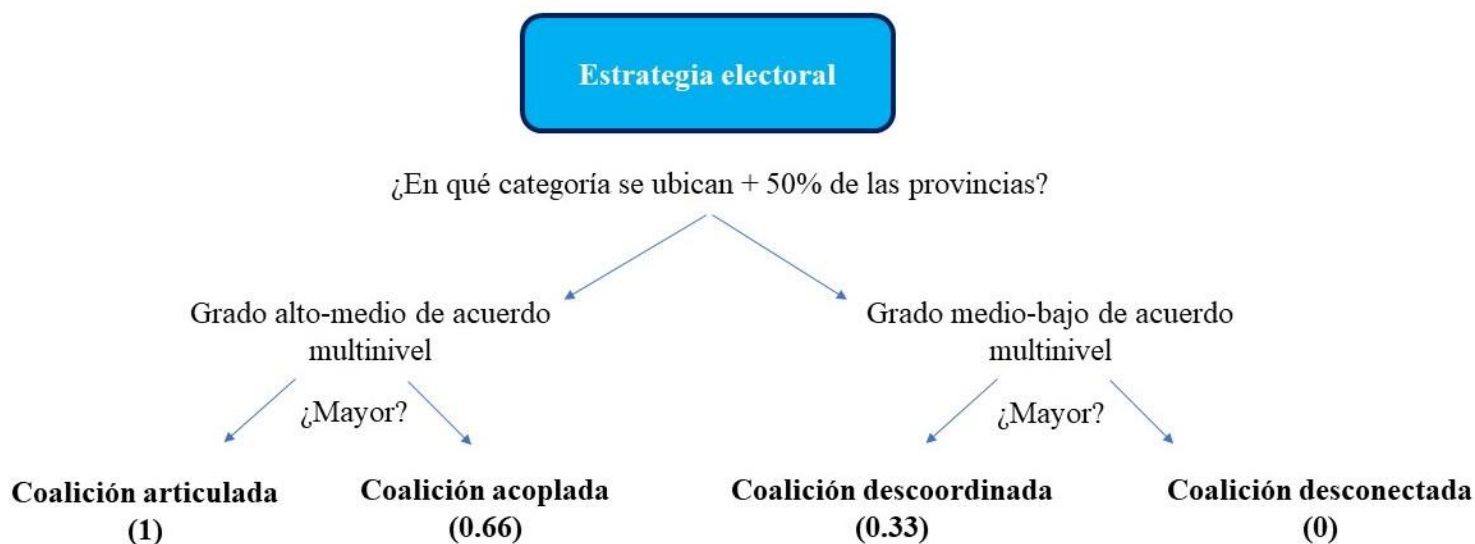 Estrategia electoral
¿En qué categoría se ubican + 50% de las provincias?
Grado alto-medio de acuerdo
multinivel
Grado medio-bajo de acuerdo
multinivel
¿Mayor?
¿Mayor?
Coalición articulada
(1)
Coalición acoplada
(0.66)
Coalición descoordinada
(0.33)
Coalición desconectada
(0)